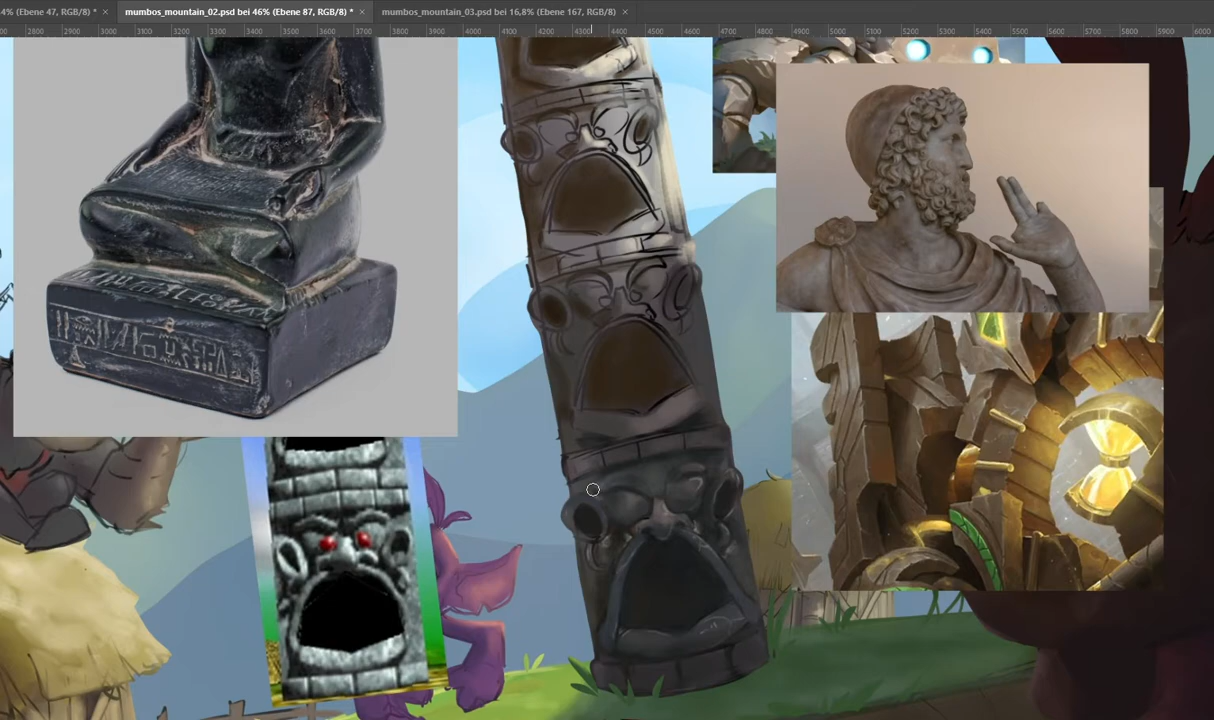 4% (Ebene 47, RGB/8) * × mumbos_mountain_02.psd bei 46% (Ebene 87, RGB/8) * × mumbos_mountain_03.psd bei 16,8% (Ebene 167, RGB/8) ×
2800 2900 3000 3100 3200 3300 3400 3500 3600 3700 3800 3900 4000 4100 4200 4300 4400 4500 4600 4700 4800 4900 5000 5100 5200 5300 5400 5500 5600 5700 5800 5900 6000